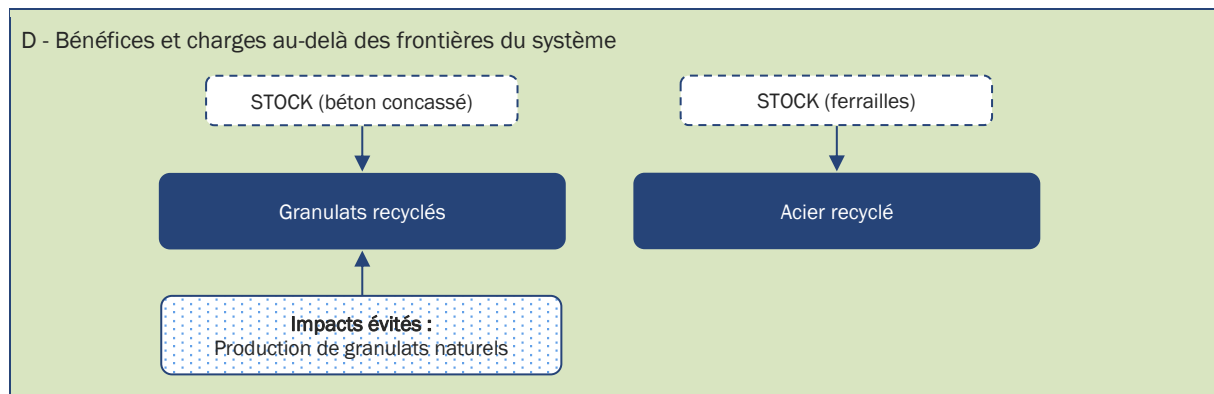 D - Bénéfices et charges au-delà des frontières du système
STOCK (béton concassé)
STOCK (ferrailles)
Granulats recyclés
Acier recyclé
Impacts évités :
Production de granulats naturels